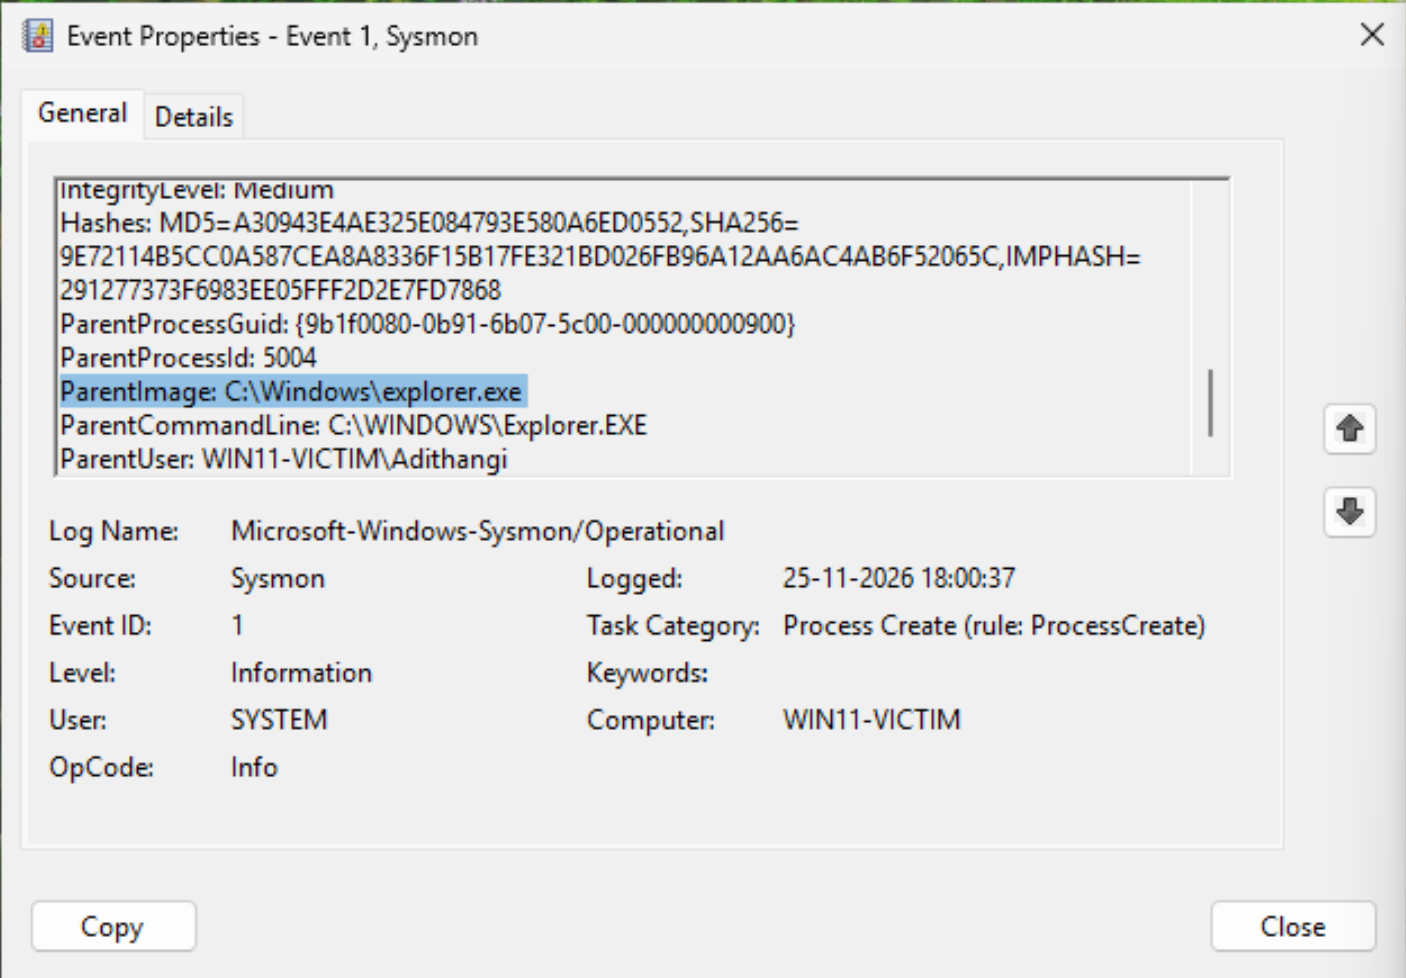 Event Properties - Event 1, Sysmon
General
Details
IntegrityLevel: Medium
Hashes: MD5=A30943E4AE325E084793E580A6ED0552,SHA256=
9E72114B5CC0A587CEA8A8336F15B17FE321BD026FB96A12AA6AC4AB6F52065C,IMPHASH=
291277373F6983EE05FFF2D2E7FD7868
ParentProcessGuid: {9b1f0080-0b91-6b07-5c00-000000000900}
ParentProcessId: 5004
ParentImage: C:\Windows\explorer.exe
ParentCommandLine: C:\WINDOWS\Explorer.EXE
ParentUser: WIN11-VICTIM\Adithangi
Log Name: Microsoft-Windows-Sysmon/Operational
Source: Sysmon Logged: 25-11-2026 18:00:37
Event ID: 1 Task Category: Process Create (rule: ProcessCreate)
Level: Information Keywords:
User: SYSTEM Computer: WIN11-VICTIM
OpCode: Info
Copy
Close